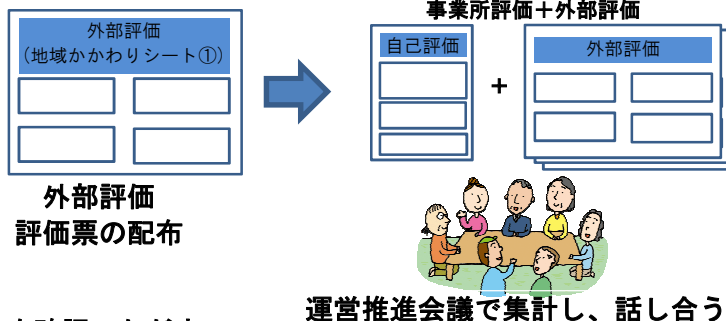 外部評価
(地域かかわりシート①)
外部評価
評価票の配布
事業所評価＋外部評価
自己評価
+
外部評価
運営推進会議で集計し、話し合う